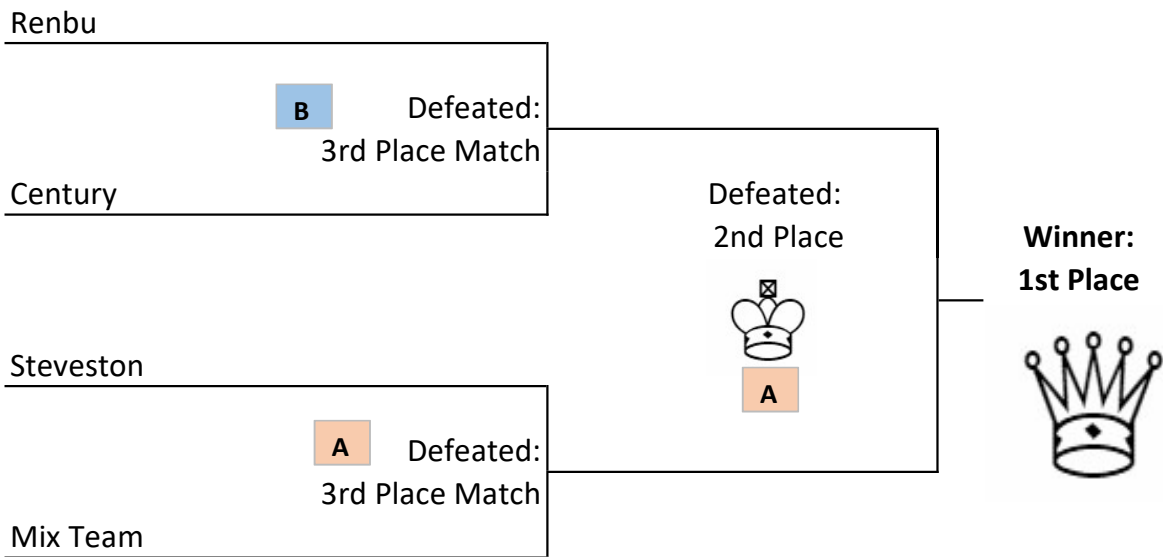 Renbu
B
Defeated:
3rd Place Match
Century
Defeated:
2nd Place
Winner:
1st Place
Steveston
A
A
Defeated:
3rd Place Match
Mix Team